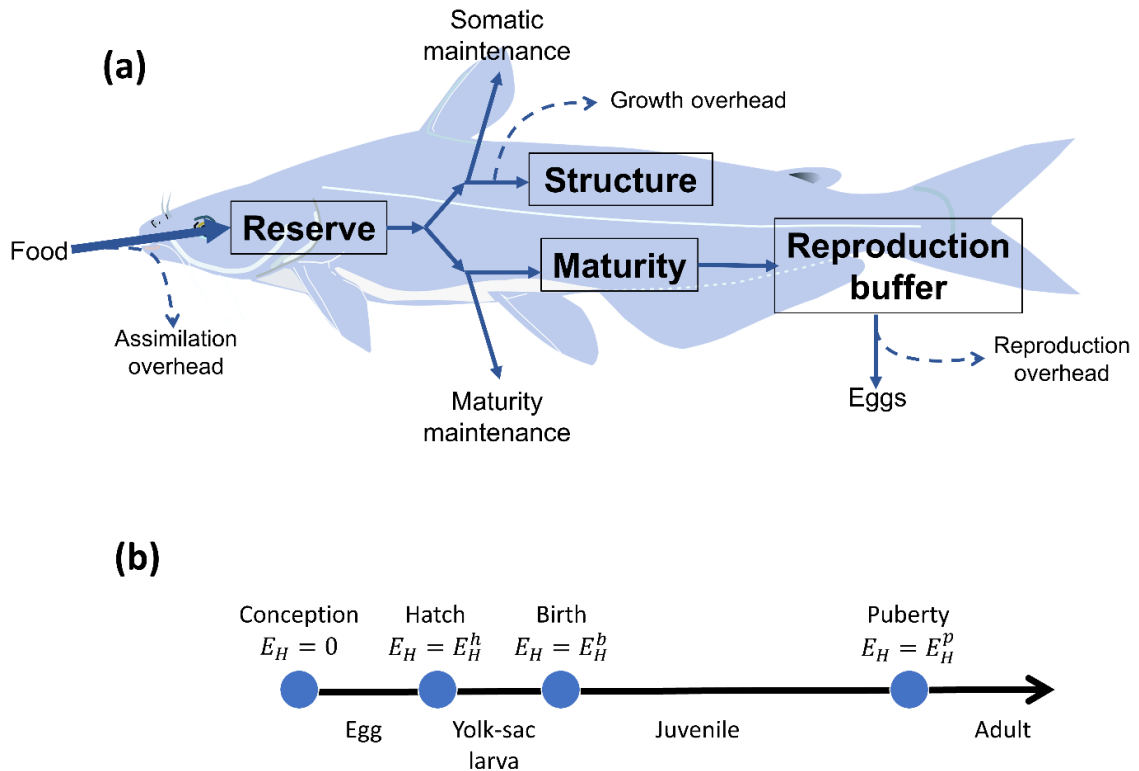 (a)
Somatic
maintenance
Growth overhead
Structure
Reserve
Food
Maturity
Reproduction
buffer
Assimilation
overhead
Maturity
maintenance
Reproduction
overhead
Eggs
(b)
Conception Hatch Birth Puberty
$E_H = 0$ $E_H = E_H^h$ $E_H = E_H^b$ $E_H = E_H^p$
Egg Yolk-sac Juvenile Adult
larva